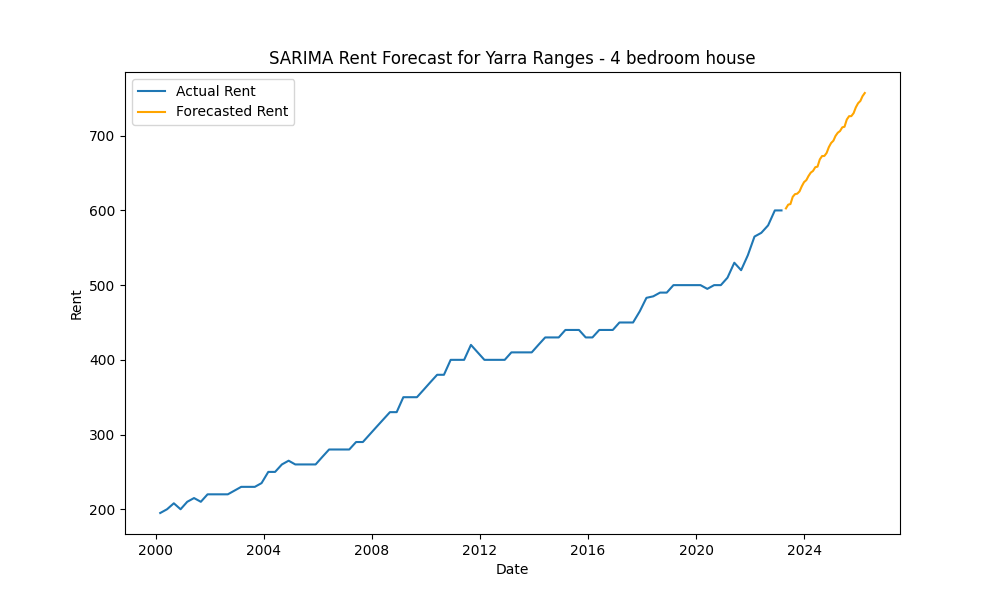 SARIMA Rent Forecast for Yarra Ranges - 4 bedroom house
Actual Rent
Forecasted Rent
700
600
500
400
300
200
Rent
2000 2004 2008 2012 2016 2020 2024
Date